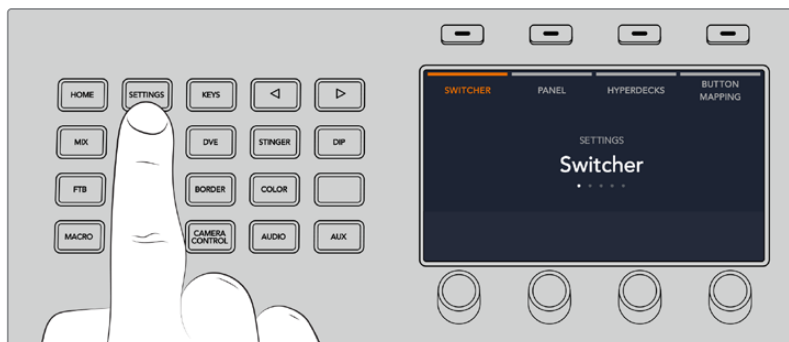 HOME
SETTINGS
KEYS
MIX
DVE
STINGER
DIP
FTB
BORDER
COLOR
MACRO
CAMERA
CONTROL
AUDIO
AUX
SWITCHER
PANEL
HYPERDECKS
BUTTON
MAPPING
SETTINGS
Switcher